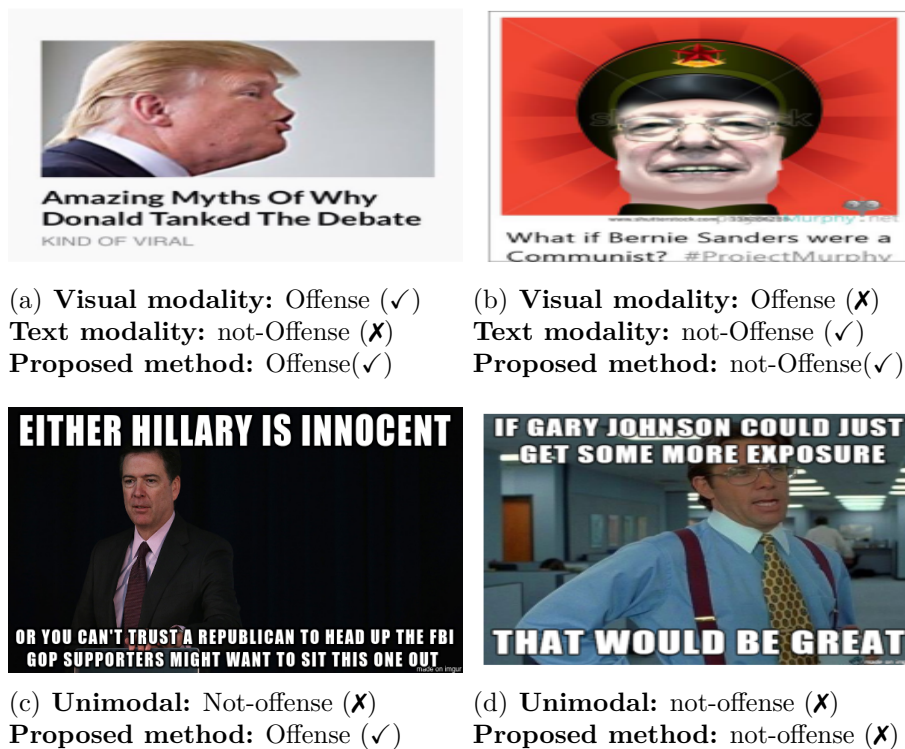 Amazing Myths Of Why
Donald Tanked The Debate
KIND OF VIRAL
What if Bernie Sanders were a
Communist? #ProjectMurphy
(a) Visual modality: Offense (✓)
Text modality: not-Offense (✗)
Proposed method: Offense(✓)
(b) Visual modality: Offense (✗)
Text modality: not-Offense (✓)
Proposed method: not-Offense(✓)
EITHER HILLARY IS INNOCENT
OR YOU CAN'T TRUST A REPUBLICAN TO HEAD UP THE FBI
GOP SUPPORTERS MIGHT WANT TO SIT THIS ONE OUT
made on imgur
IF GARY JOHNSON COULD JUST
GET SOME MORE EXPOSURE
THAT WOULD BE GREAT
(c) Unimodal: Not-offense (✗)
Proposed method: Offense (✓)
(d) Unimodal: not-offense (✗)
Proposed method: not-offense (✗)